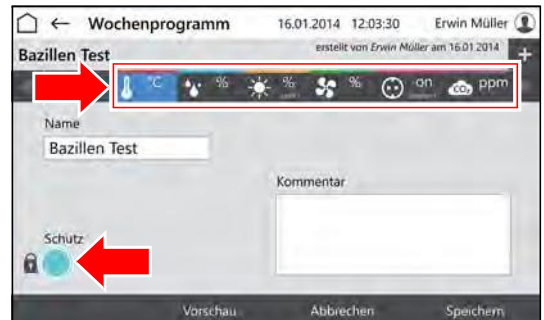 ← Wochenprogramm 16.01.2014 12:03:30 Erwin Müller
Bazillen Test erstellt von Erwin Müller am 16.01.2014 +
°C % % % on CO₂ ppm
Name
Bazillen Test
Kommentar
Schutz
Vorschau Abbrechen Speichern